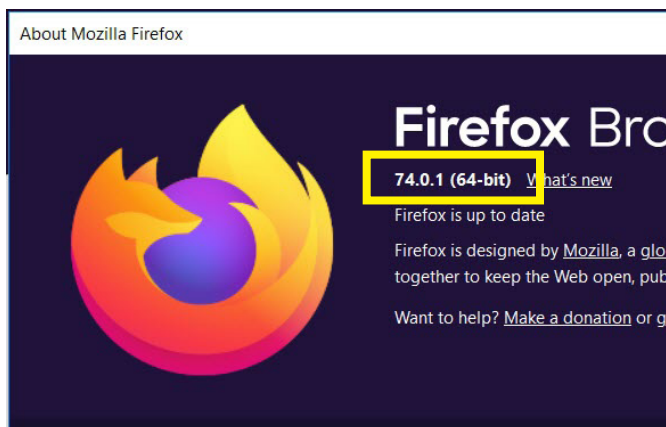 About Mozilla Firefox
Firefox Bro
74.0.1 (64-bit) What's new
Firefox is up to date
Firefox is designed by Mozilla, a glo
together to keep the Web open, pub
Want to help? Make a donation or g